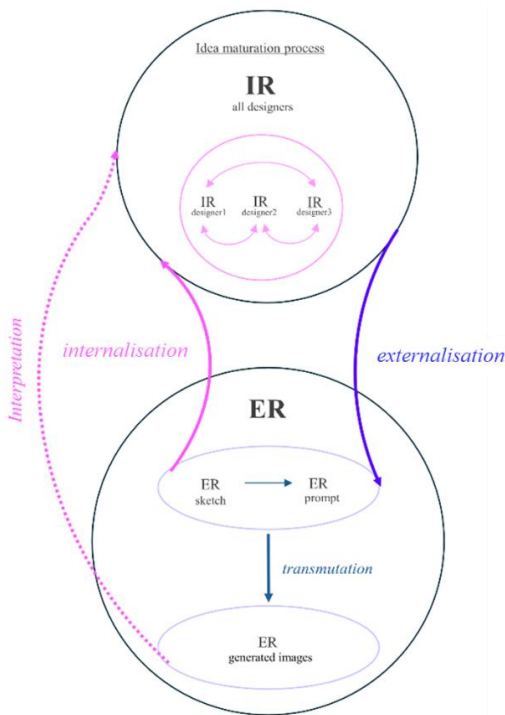 Idea maturation process
IR
all designers
IR IR IR
designer1 designer2 designer3
Interpretation
internalisation
externalisation
ER
ER ER
sketch prompt
transmutation
ER
generated images